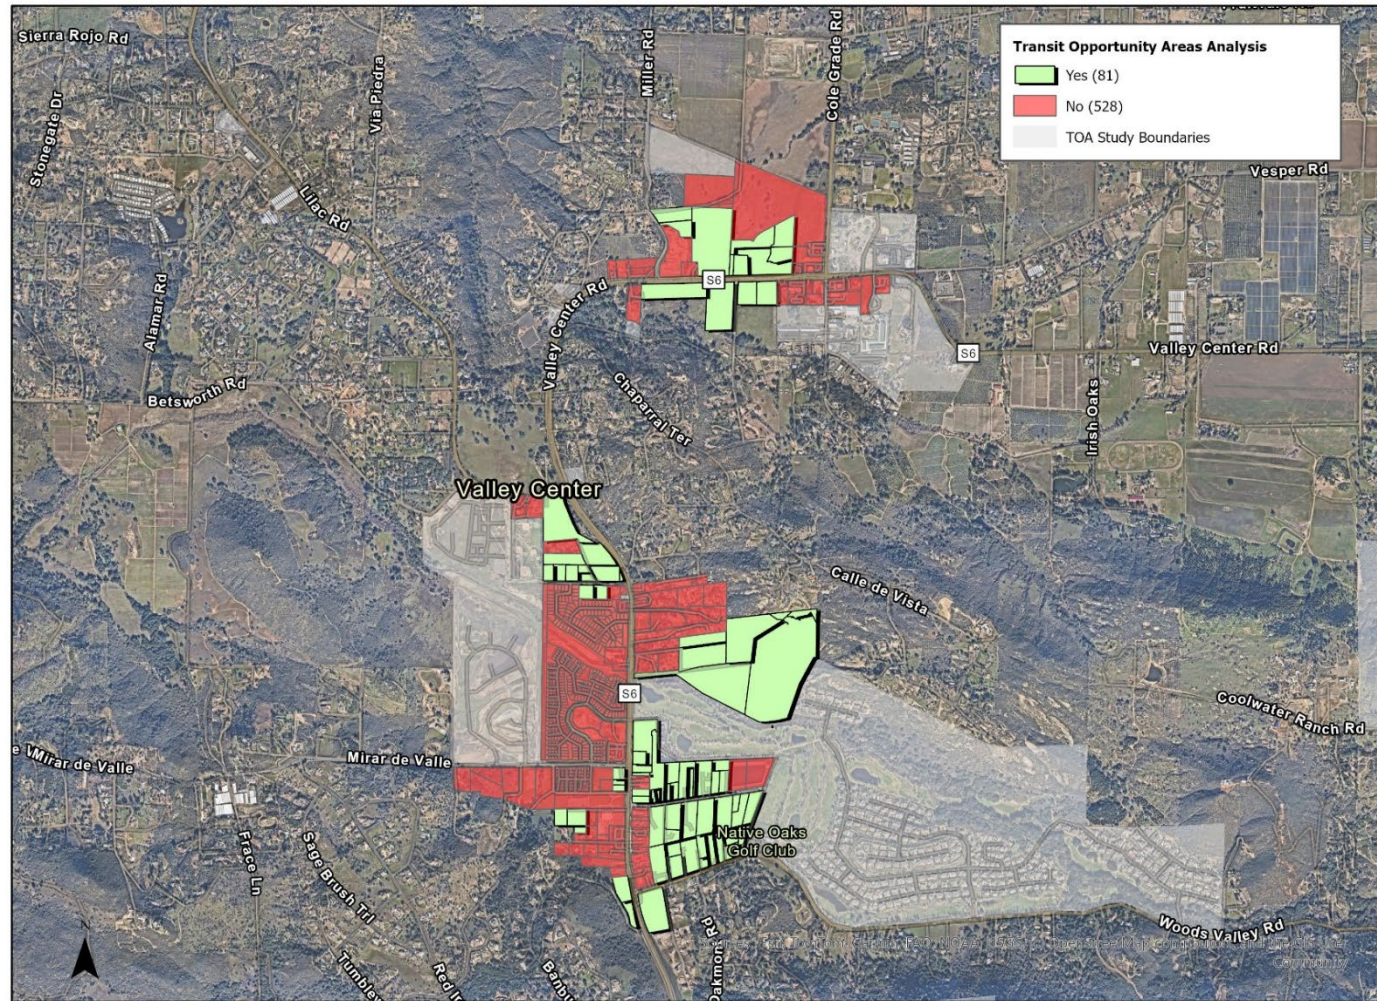 Sierra Rojo Rd
Stonegate Dr
Via Piedra
Miller Rd
Cole Grade Rd
Transit Opportunity Areas Analysis
Yes (81)
No (528)
TOA Study Boundaries
Vesper Rd
Lilac Rd
Alamar Rd
S6
Valley Center Rd
S6
Valley Center Rd
Chaparral Ter
Betsworth Rd
Irish Oaks
Valley Center
Calle de Vista
S6
Coolwater Ranch Rd
Mirar de Valle
Mirar de Valle
Native Oaks
Golf Club
Frace Ln
Sage Brush Trl
Oakmont Rd
Woods Valley Rd
Community